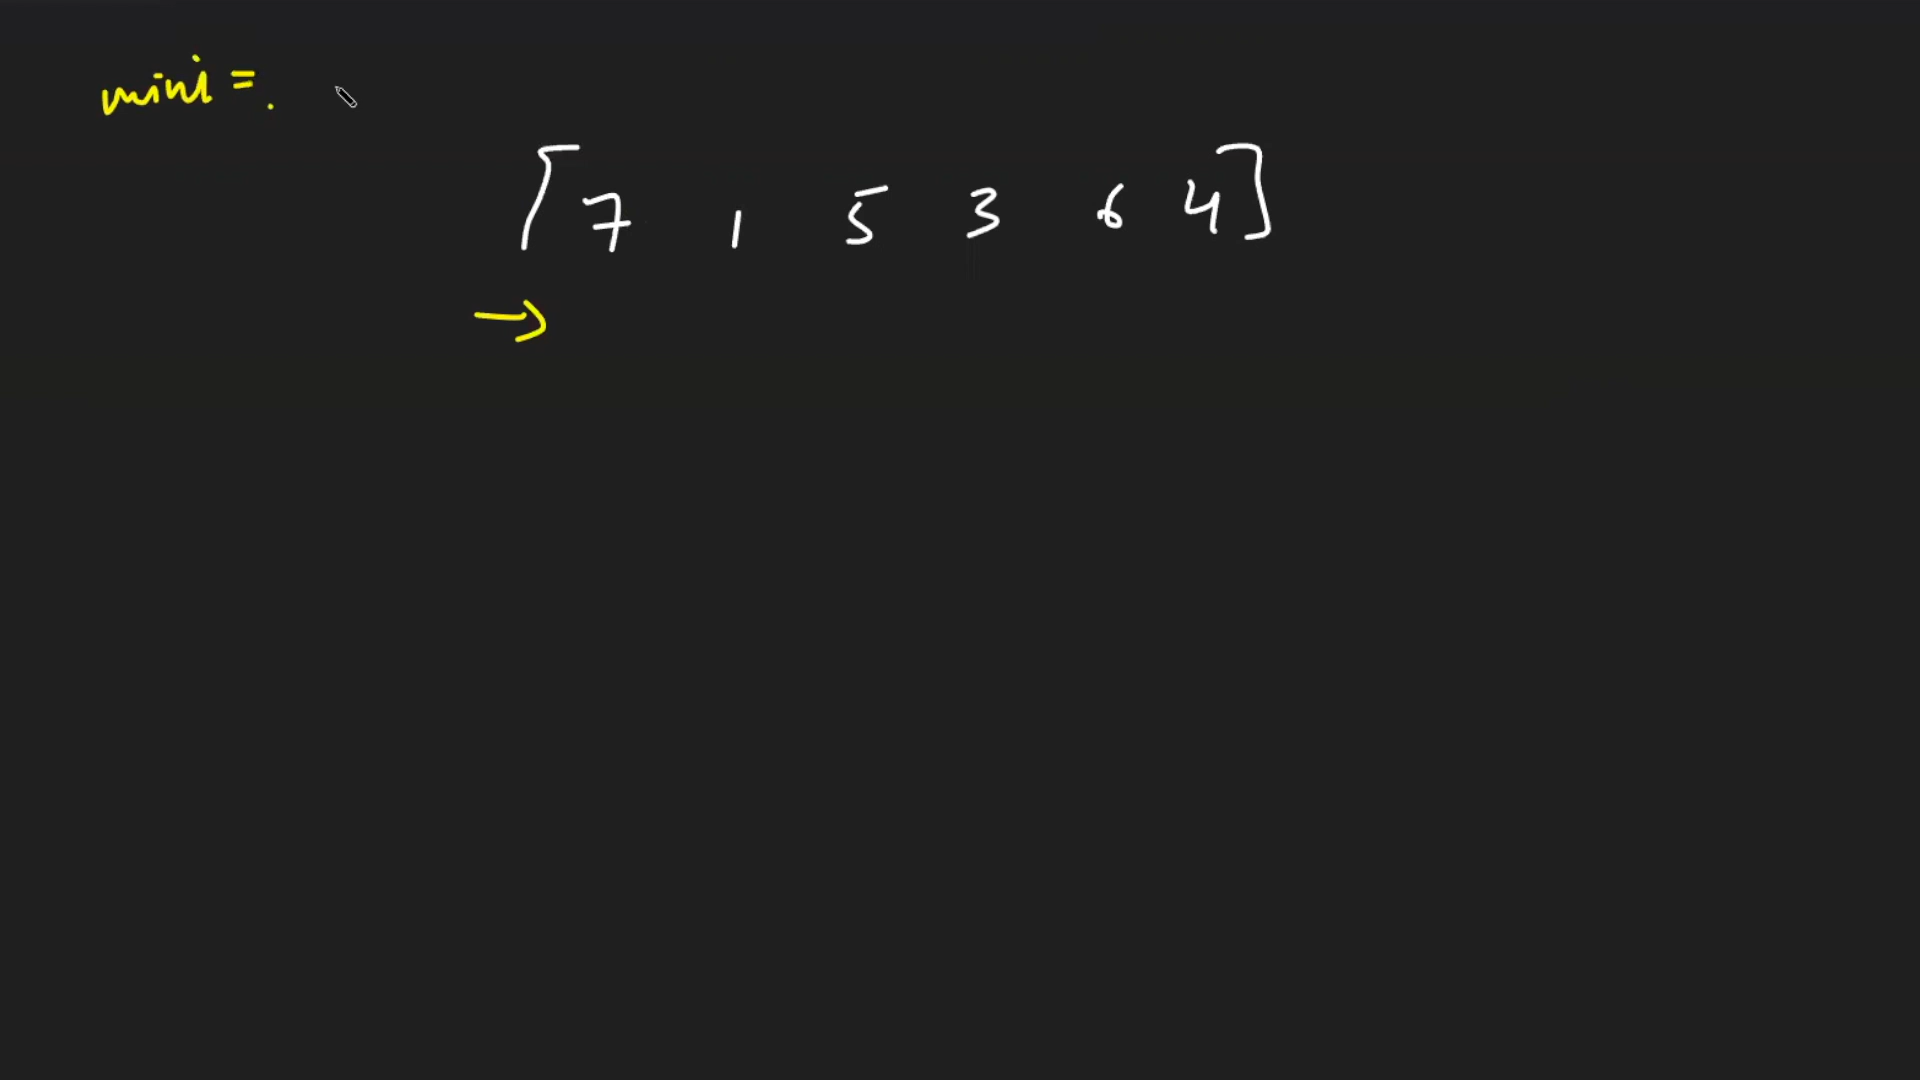 mini = .
[7 1 5 3 6 4]
→